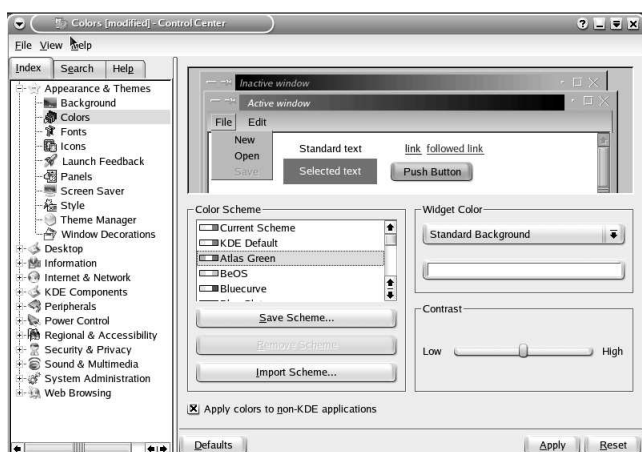 Colors [modified] - Control Center
File View Help
Index Search Help
Appearance & Themes
Background
Colors
Fonts
Icons
Launch Feedback
Panels
Screen Saver
Style
Theme Manager
Window Decorations
Desktop
Information
Internet & Network
KDE Components
Peripherals
Power Control
Regional & Accessibility
Security & Privacy
Sound & Multimedia
System Administration
Web Browsing
Inactive window
Active window
File Edit
New
Open
Save
Standard text
Selected text
link followed link
Push Button
Color Scheme
Current Scheme
KDE Default
Atlas Green
BeOS
Bluecurve
Save Scheme...
Remove Scheme
Import Scheme...
Widget Color
Standard Background
Contrast
Low High
Apply colors to non-KDE applications
Defaults Apply Reset